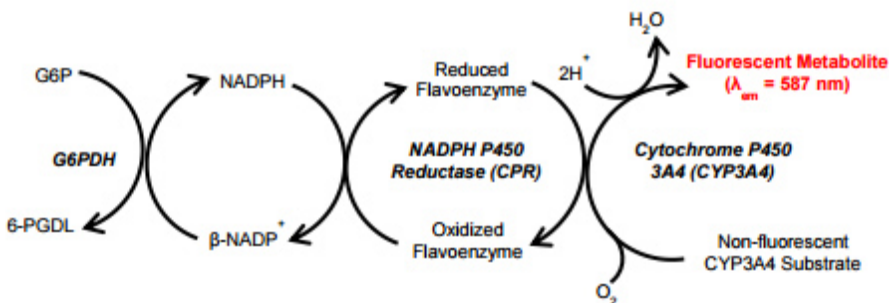 H₂O
G6P
NADPH
Reduced
Flavoenzyme
2H⁺
Fluorescent Metabolite
(λem = 587 nm)
G6PDH
NADPH P450
Reductase (CPR)
Cytochrome P450
3A4 (CYP3A4)
6-PGDL
β-NADP⁺
Oxidized
Flavoenzyme
Non-fluorescent
CYP3A4 Substrate
O₂